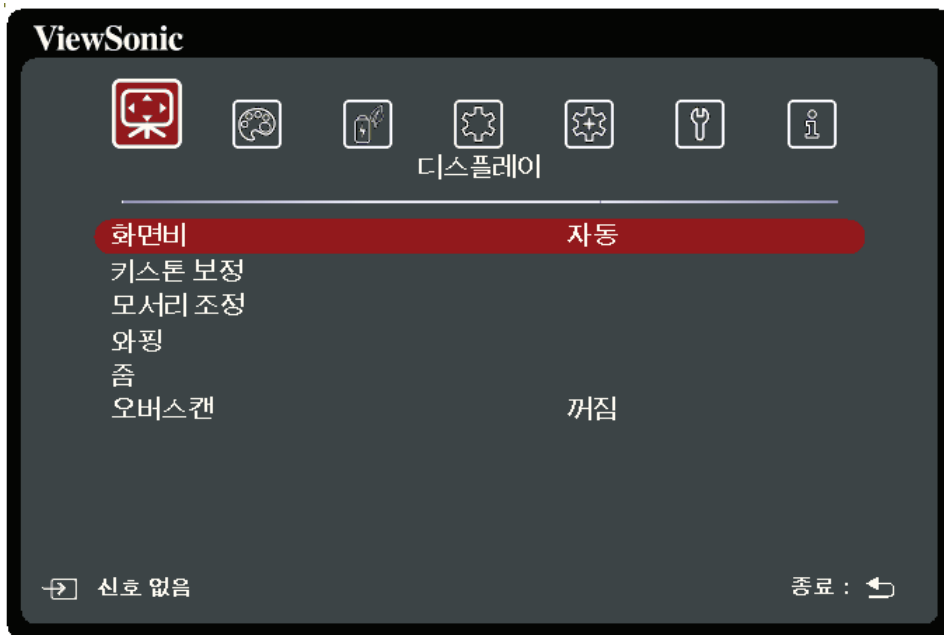 ViewSonic
디스플레이
화면비 자동
키스톤 보정
모서리 조정
와핑
줌
오버스캔 꺼짐
신호 없음 종료 :